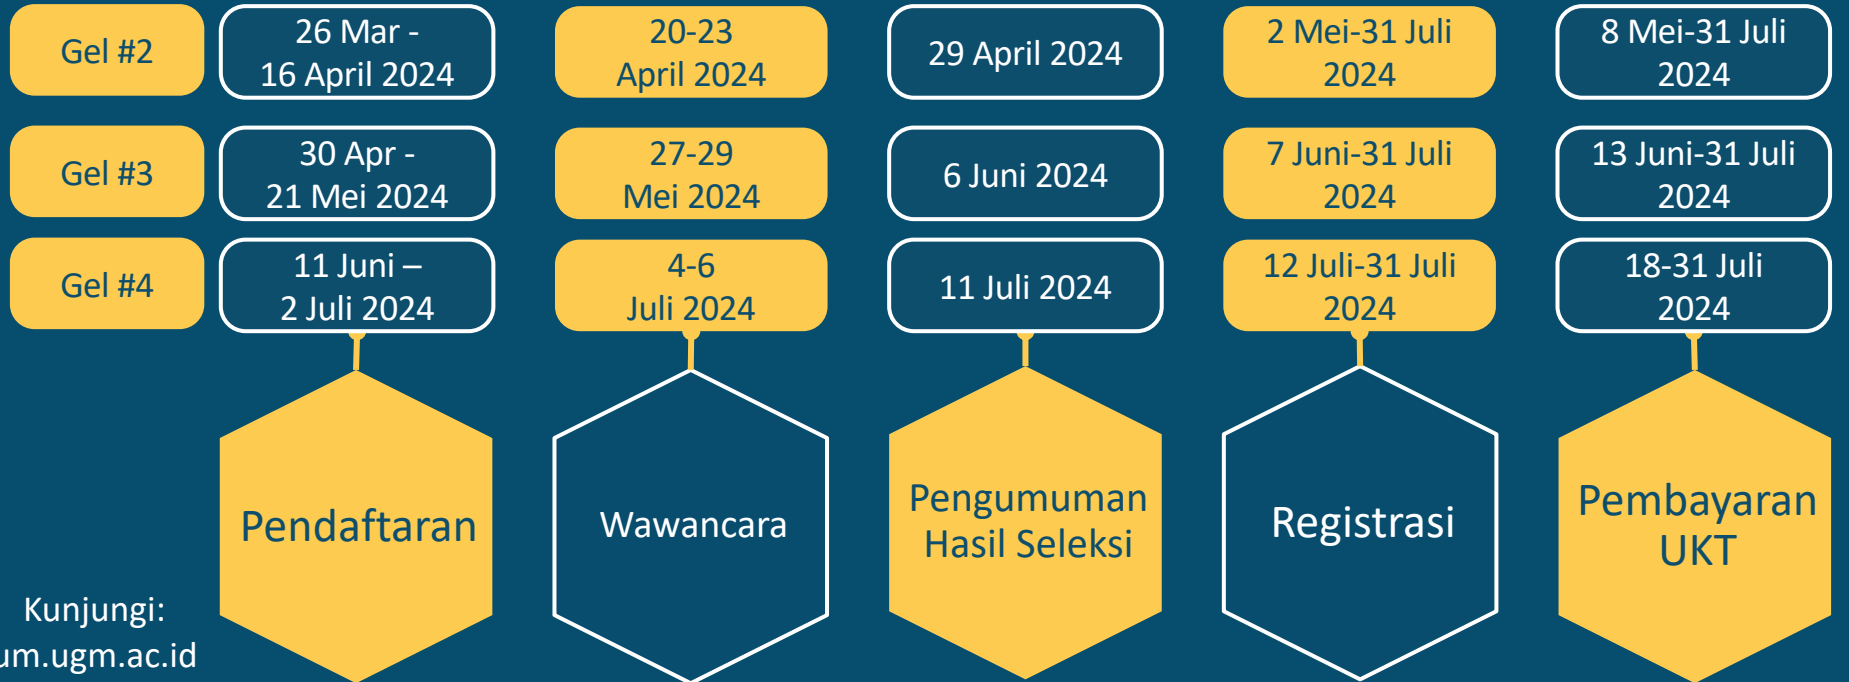 Gel #2
26 Mar -
16 April 2024
20-23
April 2024
29 April 2024
2 Mei-31 Juli
2024
8 Mei-31 Juli
2024
Gel #3
30 Apr -
21 Mei 2024
27-29
Mei 2024
6 Juni 2024
7 Juni-31 Juli
2024
13 Juni-31 Juli
2024
Gel #4
11 Juni –
2 Juli 2024
4-6
Juli 2024
11 Juli 2024
12 Juli-31 Juli
2024
18-31 Juli
2024
Pendaftaran
Wawancara
Pengumuman
Hasil Seleksi
Registrasi
Pembayaran
UKT
Kunjungi:
um.ugm.ac.id